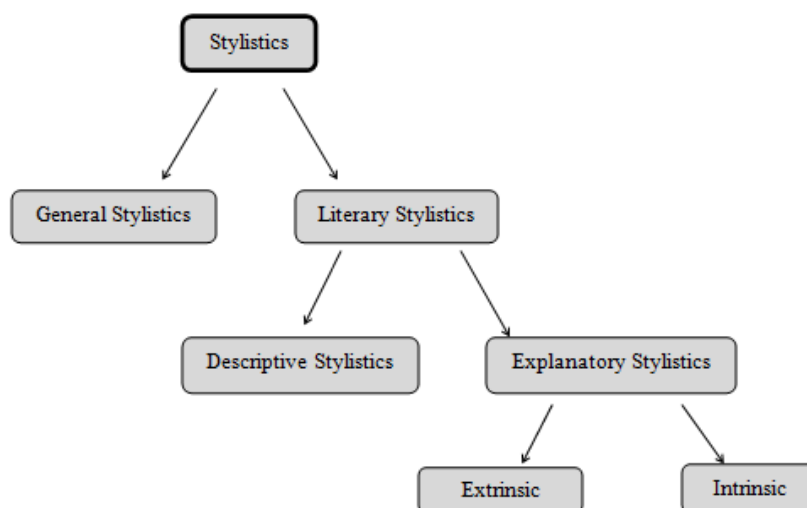 Stylistics
General Stylistics
Literary Stylistics
Descriptive Stylistics
Explanatory Stylistics
Extrinsic
Intrinsic